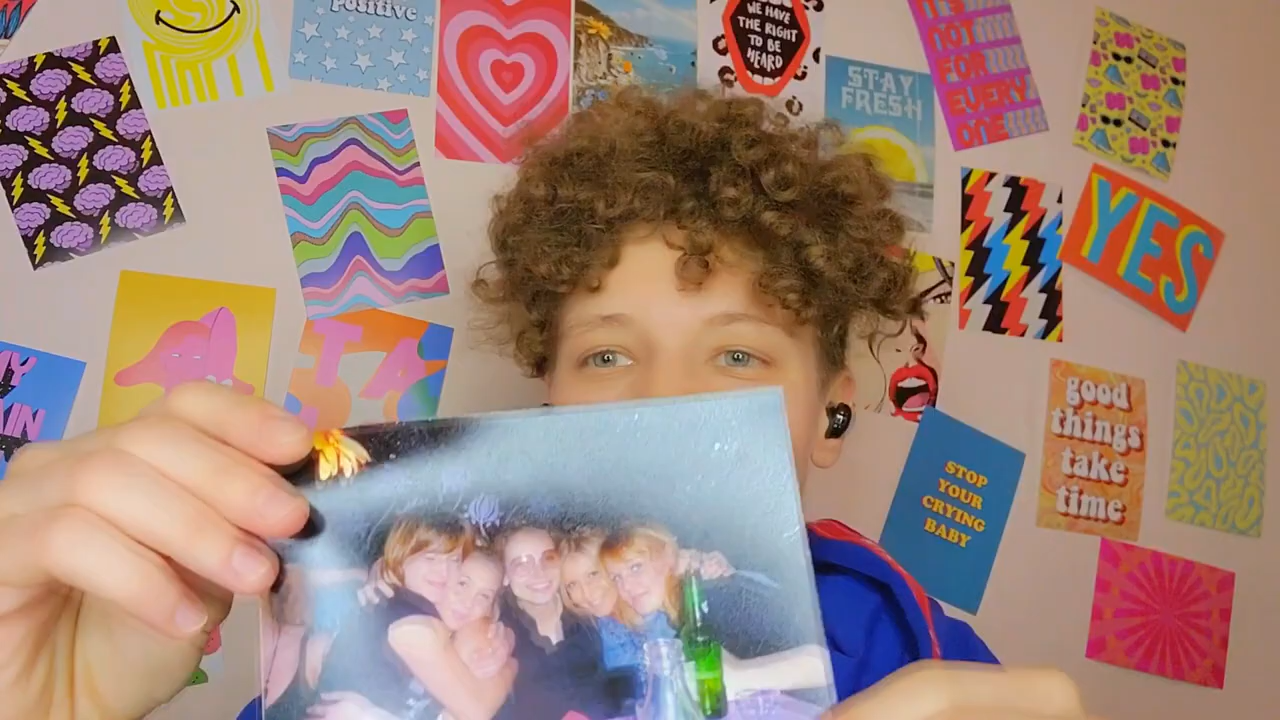 positive
WE HAVE
THE RIGHT
TO BE
HEARD
STAY
FRESH
IT'S
NOT
FOR
EVERY
ONE
YES
good
things
take
time
STOP
YOUR
CRYING
BABY